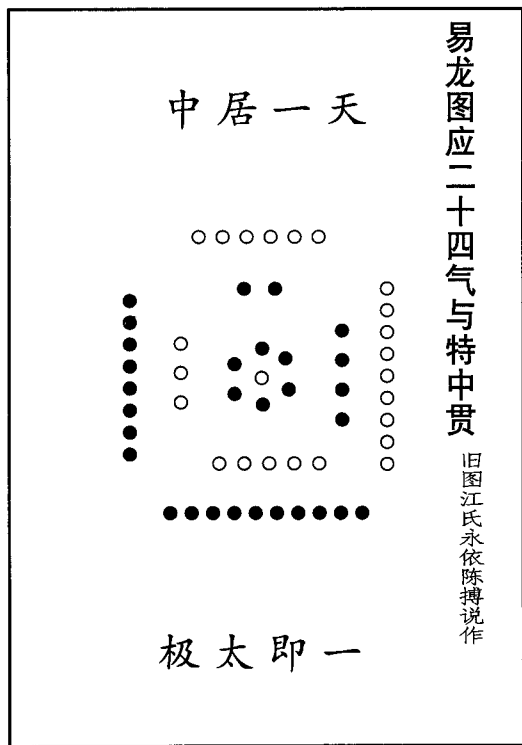 易龙图应二十四气与特中贯
旧图江氏永依陈搏说作
天一居中
一即太极